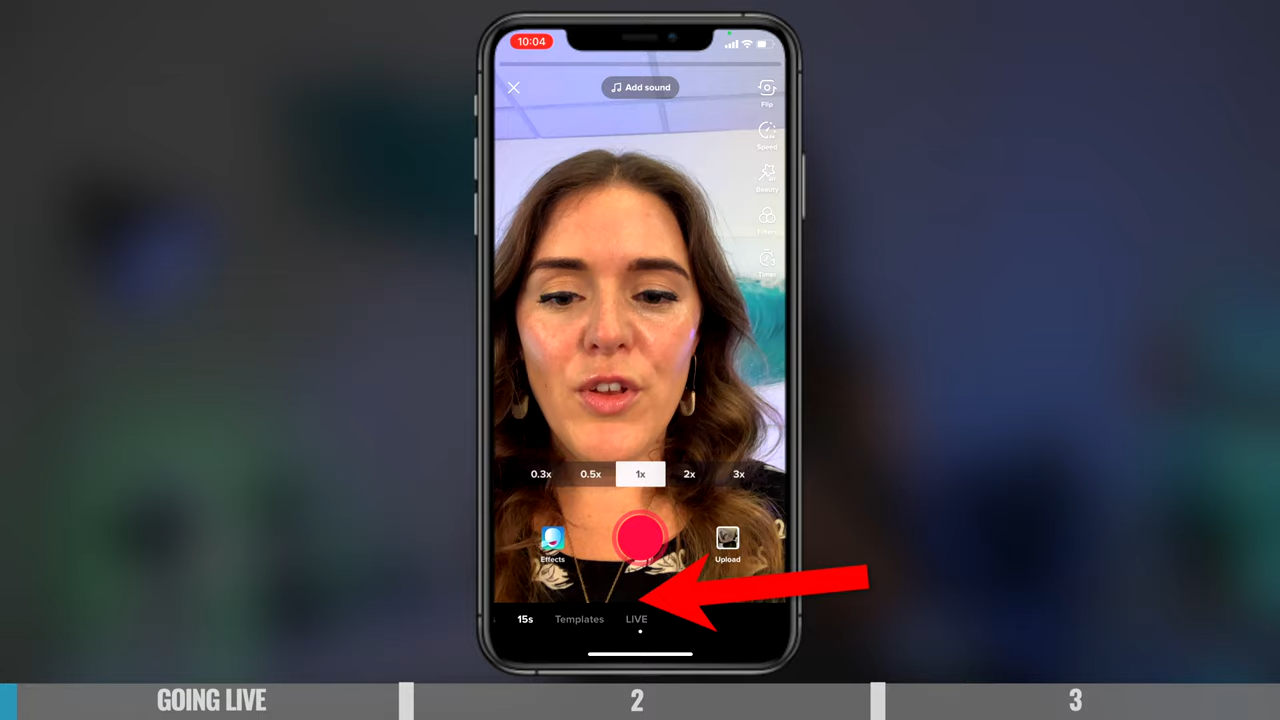 10:04
Add sound
Flip
Speed
Beauty
Filters
Timer
0.3x 0.5x 1x 2x 3x
Effects
Upload
15s Templates LIVE
GOING LIVE 2 3